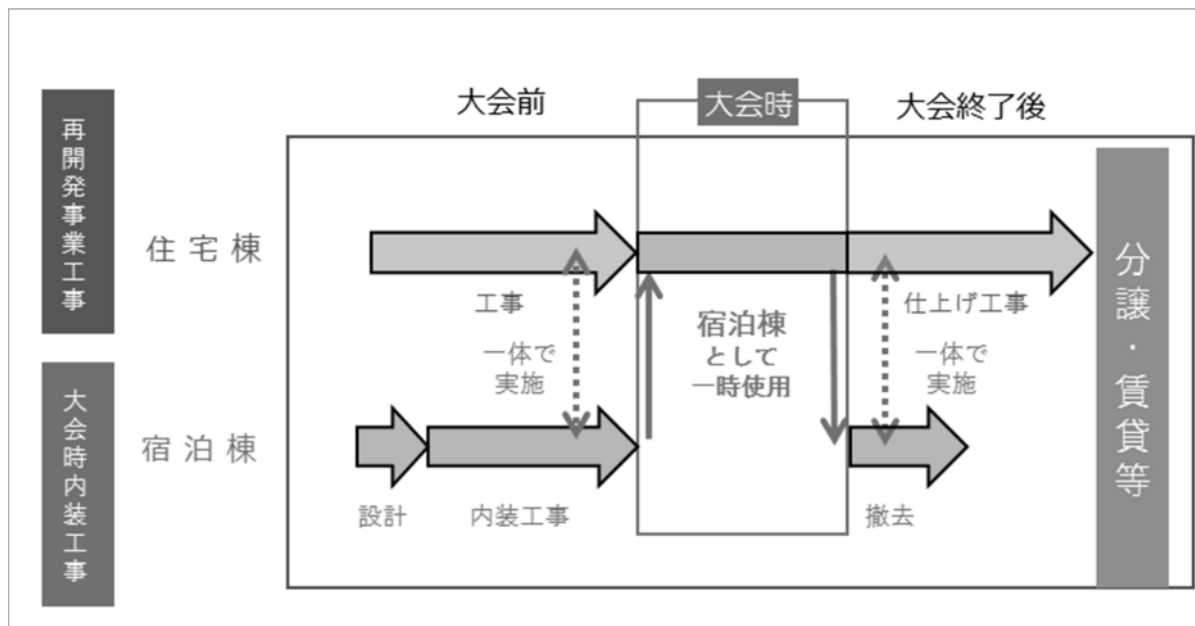 大会前
大会時
大会終了後
再開発事業工事
住宅棟
工事
一体で
実施
宿泊棟
として
一時使用
仕上げ工事
一体で
実施
分譲・賃貸等
大会時内装工事
宿泊棟
設計
内装工事
撤去